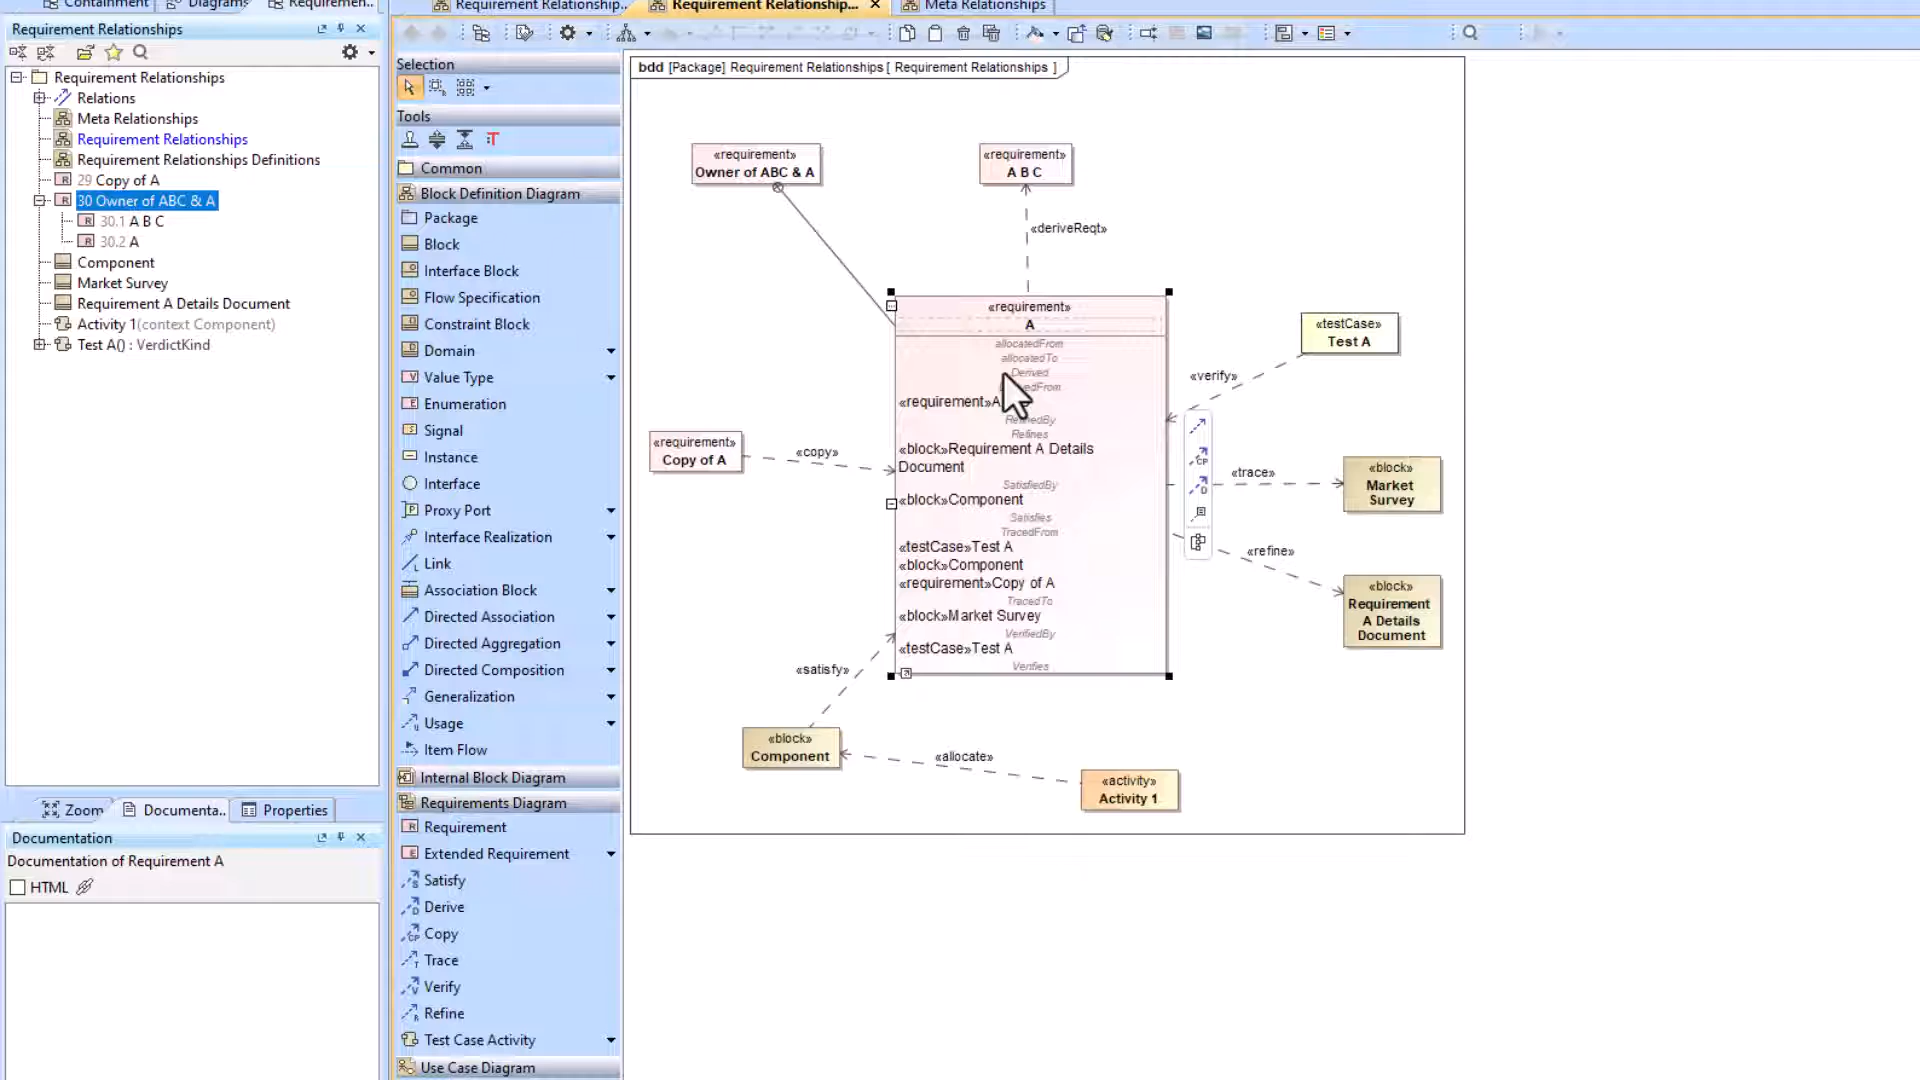 Containment
Diagrams
Requiremen...
Requirement Relationships
Requirement Relationships
Relations
Meta Relationships
Requirement Relationships
Requirement Relationships Definitions
29 Copy of A
30 Owner of ABC & A
30.1 A B C
30.2 A
Component
Market Survey
Requirement A Details Document
Activity 1(context Component)
Test A() : VerdictKind
Zoom
Documenta..
Properties
Documentation
Documentation of Requirement A
HTML
Requirement Relationship..
Requirement Relationship...
Meta Relationships
Selection
Tools
Common
Block Definition Diagram
Package
Block
Interface Block
Flow Specification
Constraint Block
Domain
Value Type
Enumeration
Signal
Instance
Interface
Proxy Port
Interface Realization
Link
Association Block
Directed Association
Directed Aggregation
Directed Composition
Generalization
Usage
Item Flow
Internal Block Diagram
Requirements Diagram
Requirement
Extended Requirement
Satisfy
Derive
Copy
Trace
Verify
Refine
Test Case Activity
Use Case Diagram
bdd [Package] Requirement Relationships [ Requirement Relationships ]
«requirement»
Owner of ABC & A
«requirement»
A B C
«deriveReqt»
«requirement»
A
allocatedFrom
allocatedTo
Derived
«requirement»A
RefinedBy
Refines
«block»Requirement A Details
Document
SatisfiedBy
«block»Component
Satisfies
TracedFrom
«testCase»Test A
«block»Component
«requirement»Copy of A
TracedTo
«block»Market Survey
VerifiedBy
«testCase»Test A
Verifies
«testCase»
Test A
«verify»
«requirement»
Copy of A
«copy»
«trace»
«block»
Market
Survey
«refine»
«block»
Requirement
A Details
Document
«satisfy»
«block»
Component
«allocate»
«activity»
Activity 1